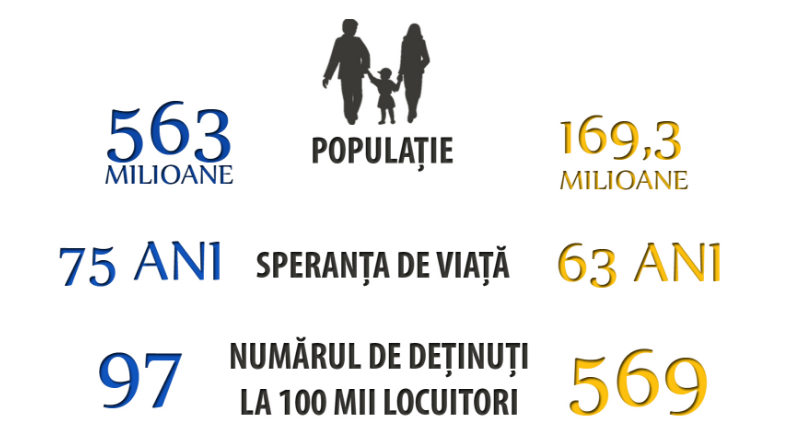 563
MILIOANE
POPULAȚIE
169,3
MILIOANE
75 ANI
SPERANȚA DE VIAȚĂ
63 ANI
97
NUMĂRUL DE DEȚINUȚI
LA 100 MII LOCUITORI
569